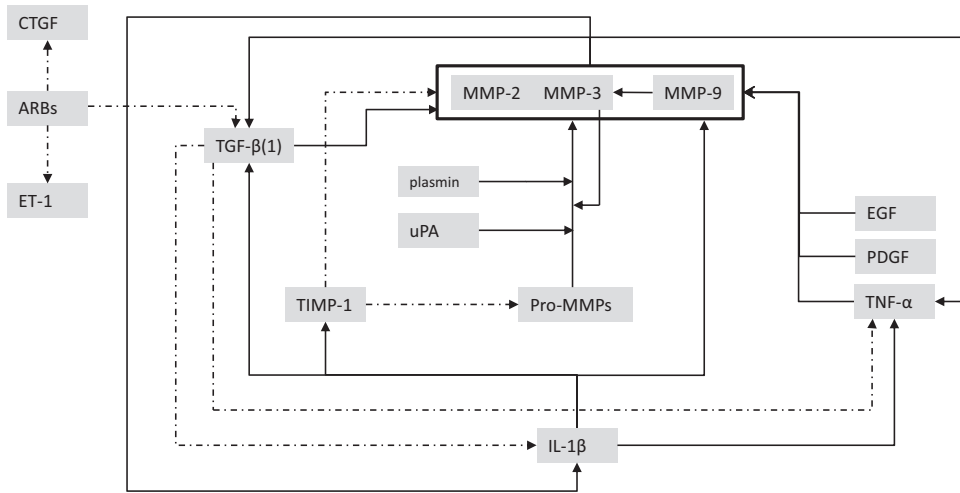 CTGF
ARBs
ET-1
TGF-β(1)
MMP-2 MMP-3 MMP-9
plasmin
uPA
TIMP-1
Pro-MMPs
EGF
PDGF
TNF-α
IL-1β